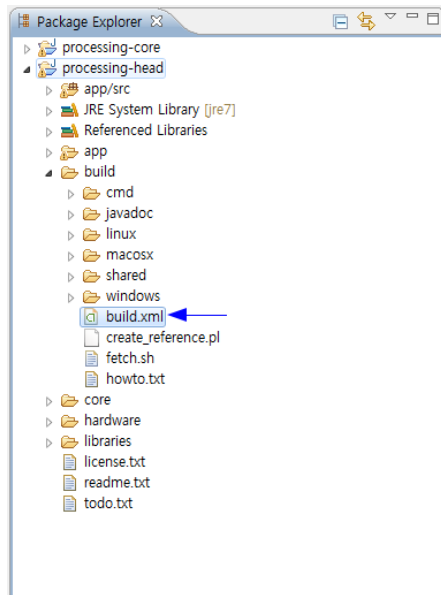 Package Explorer
processing-core
processing-head
app/src
JRE System Library [jre7]
Referenced Libraries
app
build
cmd
javadoc
linux
macosx
shared
windows
build.xml
create_reference.pl
fetch.sh
howto.txt
core
hardware
libraries
license.txt
readme.txt
todo.txt